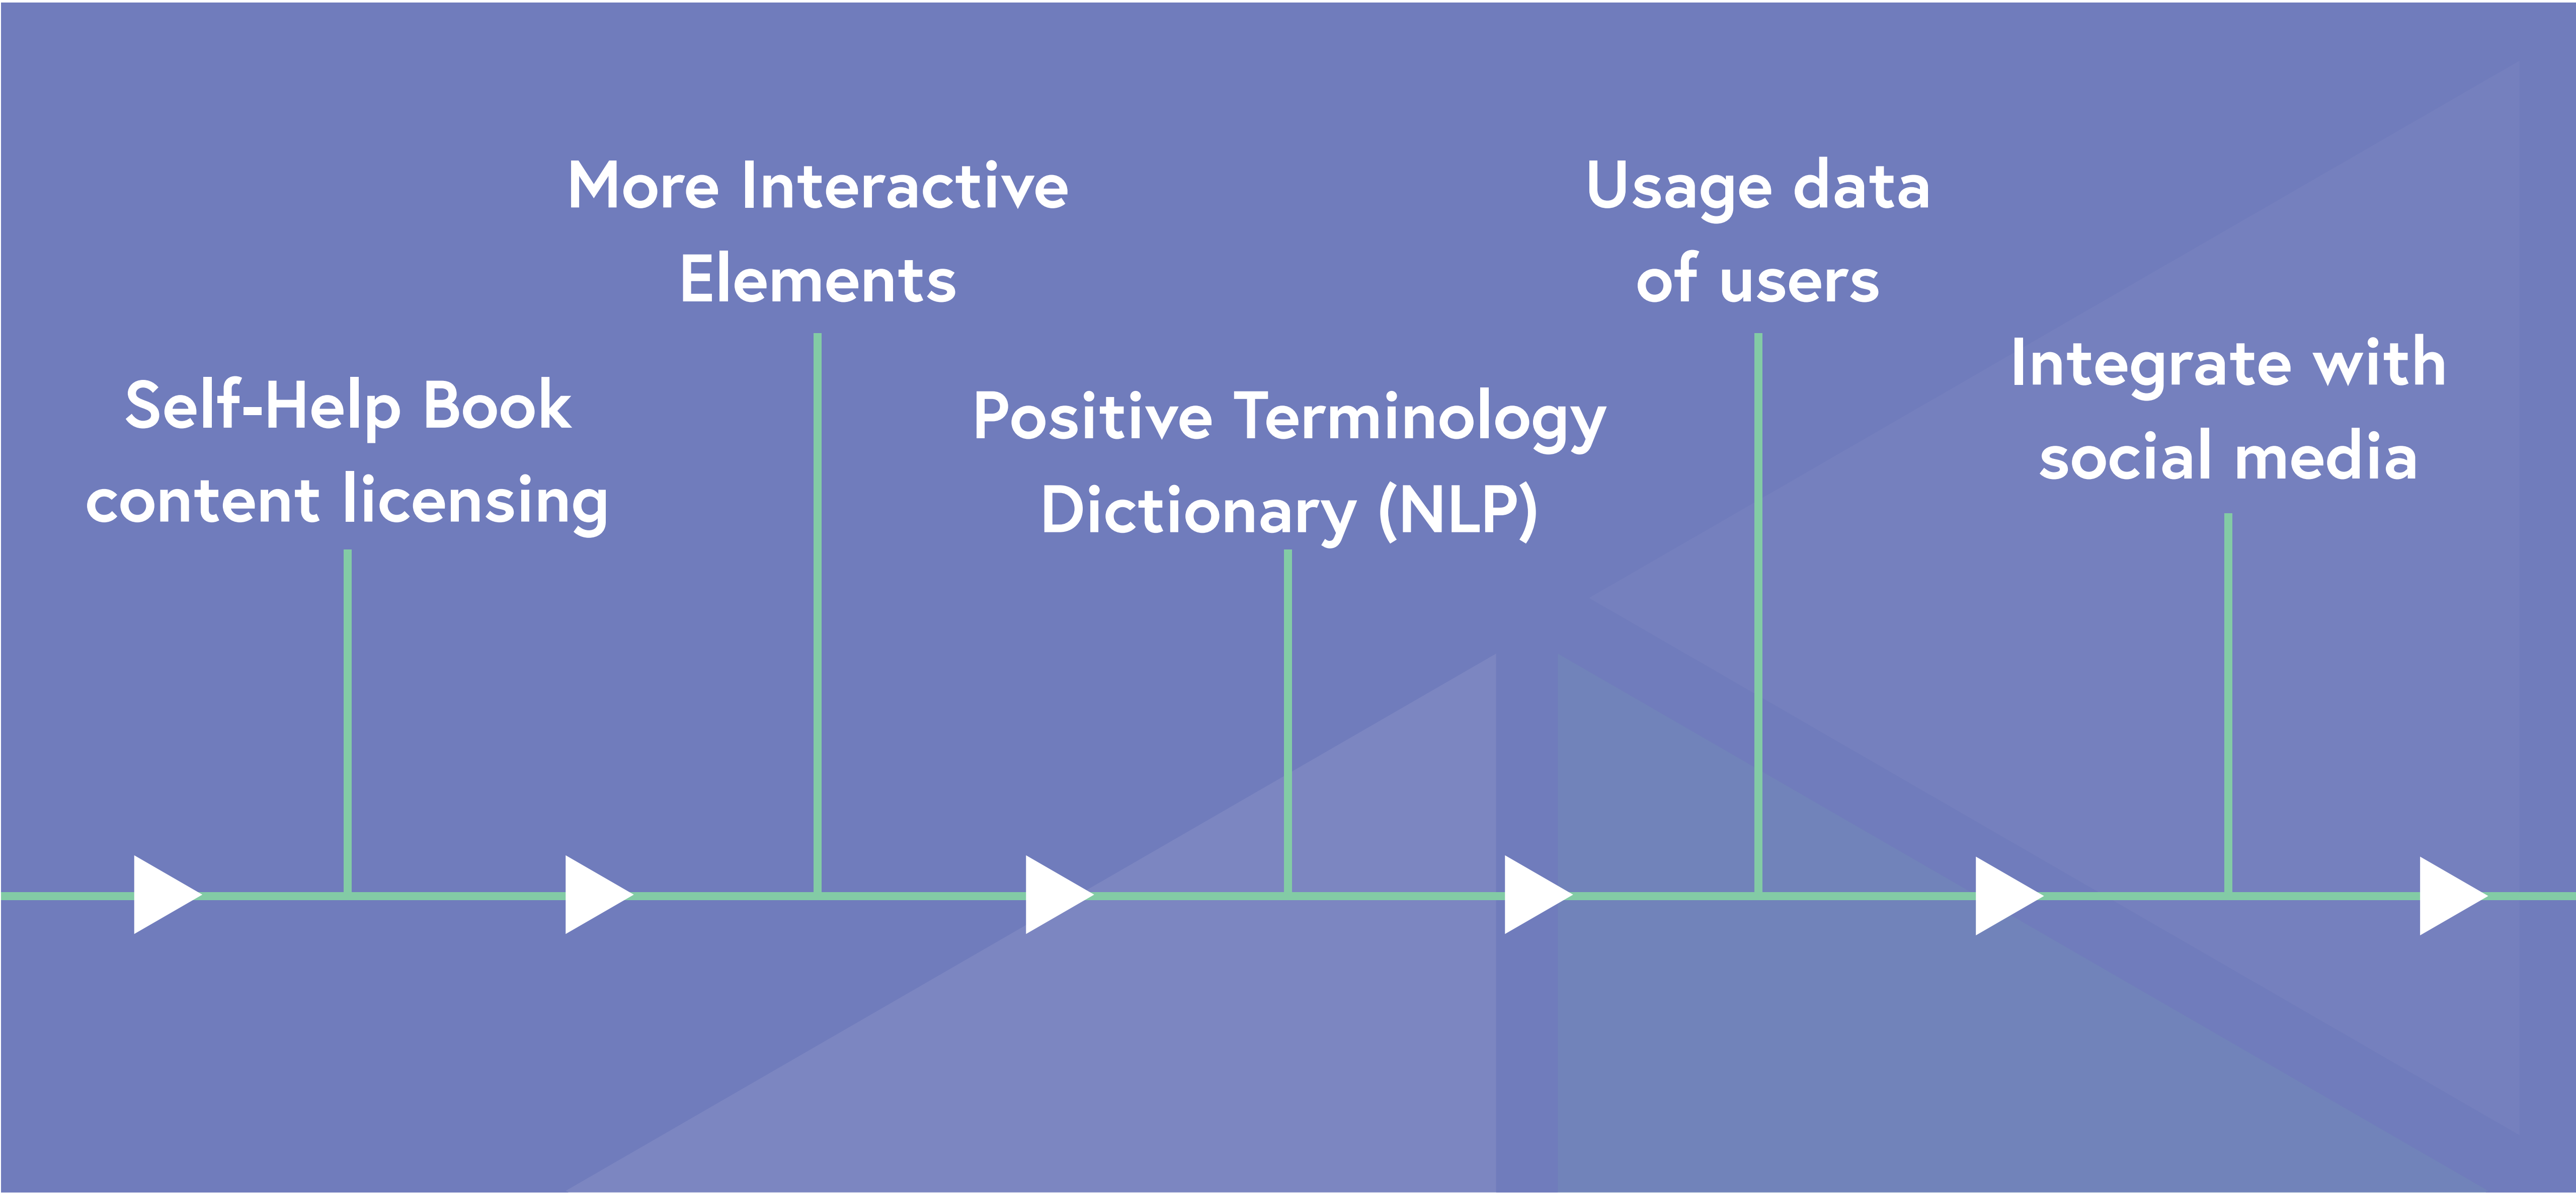 Self-Help Book
content licensing
More Interactive
Elements
Positive Terminology
Dictionary (NLP)
Usage data
of users
Integrate with
social media